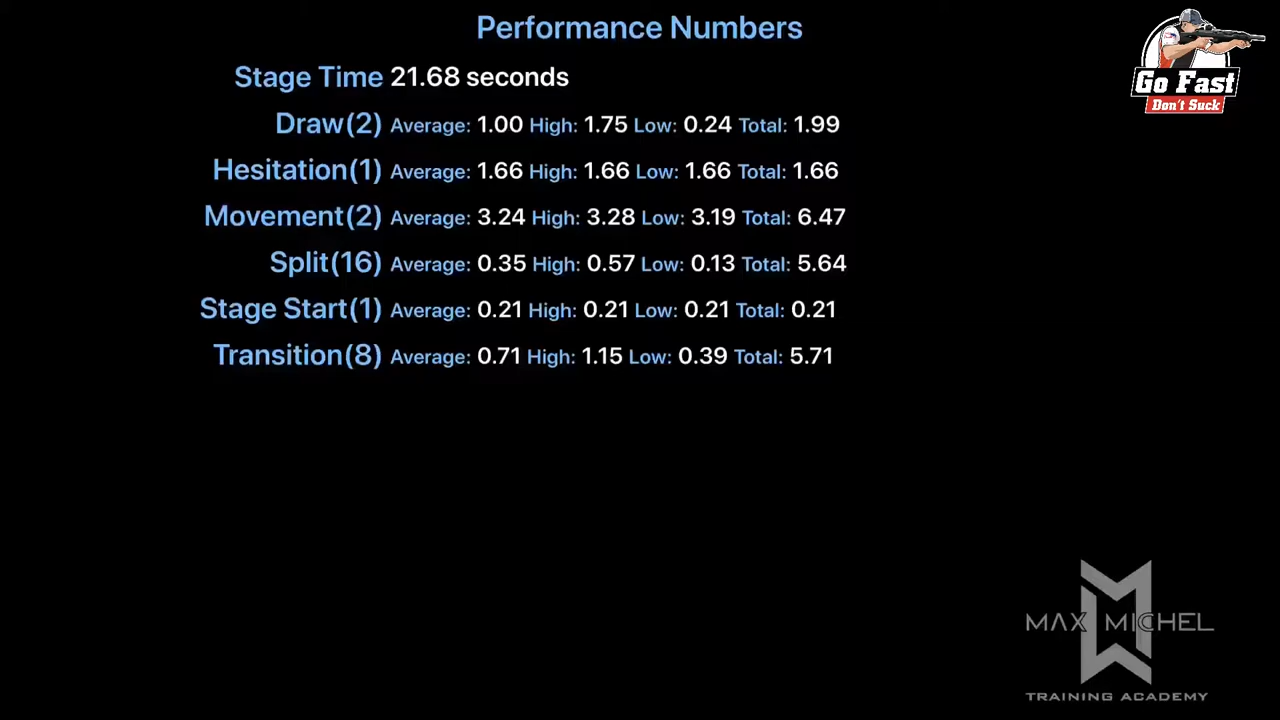 Performance Numbers
Stage Time 21.68 seconds
Draw(2) Average: 1.00 High: 1.75 Low: 0.24 Total: 1.99
Hesitation(1) Average: 1.66 High: 1.66 Low: 1.66 Total: 1.66
Movement(2) Average: 3.24 High: 3.28 Low: 3.19 Total: 6.47
Split(16) Average: 0.35 High: 0.57 Low: 0.13 Total: 5.64
Stage Start(1) Average: 0.21 High: 0.21 Low: 0.21 Total: 0.21
Transition(8) Average: 0.71 High: 1.15 Low: 0.39 Total: 5.71
Go Fast
Don't Suck
MAX MICHEL
TRAINING ACADEMY